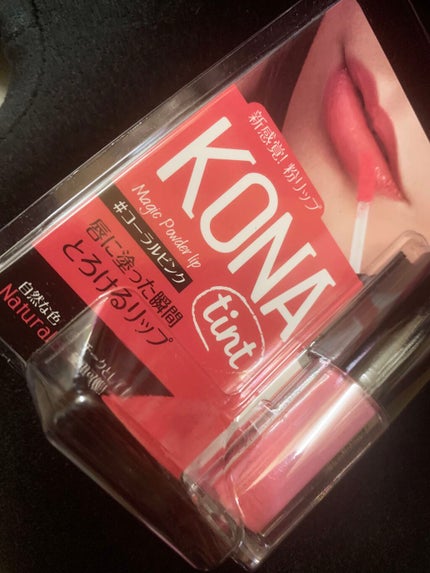 新感覚！粉リップ
KONA
tint
Magic Powder lip
#コーラルピンク
唇に塗った瞬間
とろけるリップ
自然な色
Natural